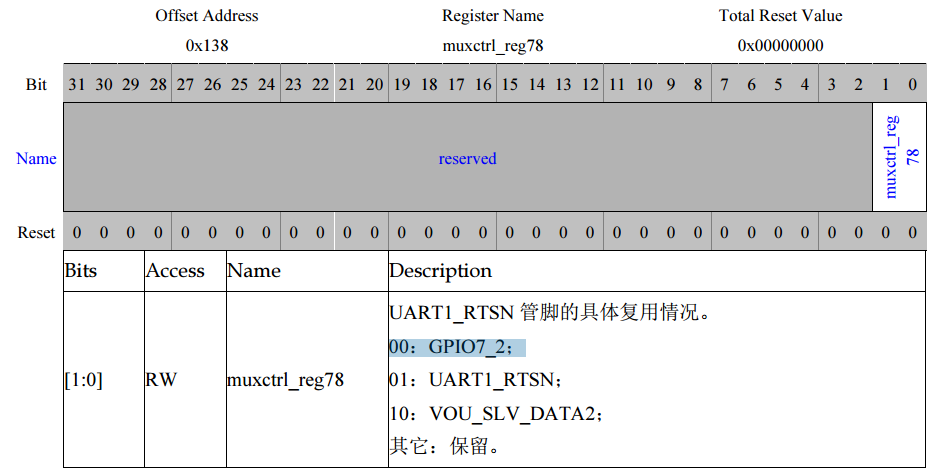 Offset Address Register Name Total Reset Value
0x138 muxctrl_reg78 0x00000000
Bit 31 30 29 28 27 26 25 24 23 22 21 20 19 18 17 16 15 14 13 12 11 10 9 8 7 6 5 4 3 2 1 0
Name reserved muxctrl_reg
78
Reset 0 0 0 0 0 0 0 0 0 0 0 0 0 0 0 0 0 0 0 0 0 0 0 0 0 0 0 0 0 0 0 0
Bits Access Name Description
[1:0] RW muxctrl_reg78 UART1_RTSN 管脚的具体复用情况。
00：GPIO7_2；
01：UART1_RTSN；
10：VOU_SLV_DATA2；
其它：保留。